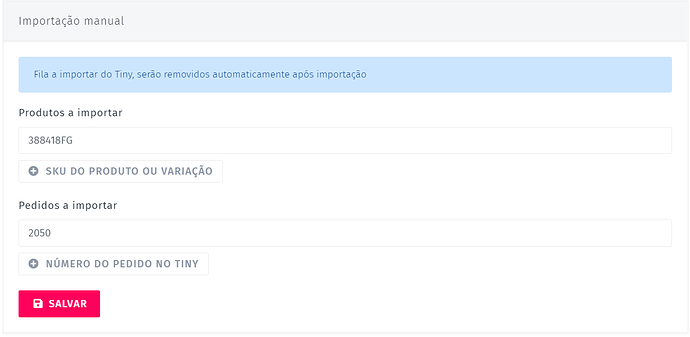 Importação manual
Fila a importar do Tiny, serão removidos automaticamente após importação
Produtos a importar
388418FG
SKU DO PRODUTO OU VARIAÇÃO
Pedidos a importar
2050
NÚMERO DO PEDIDO NO TINY
SALVAR